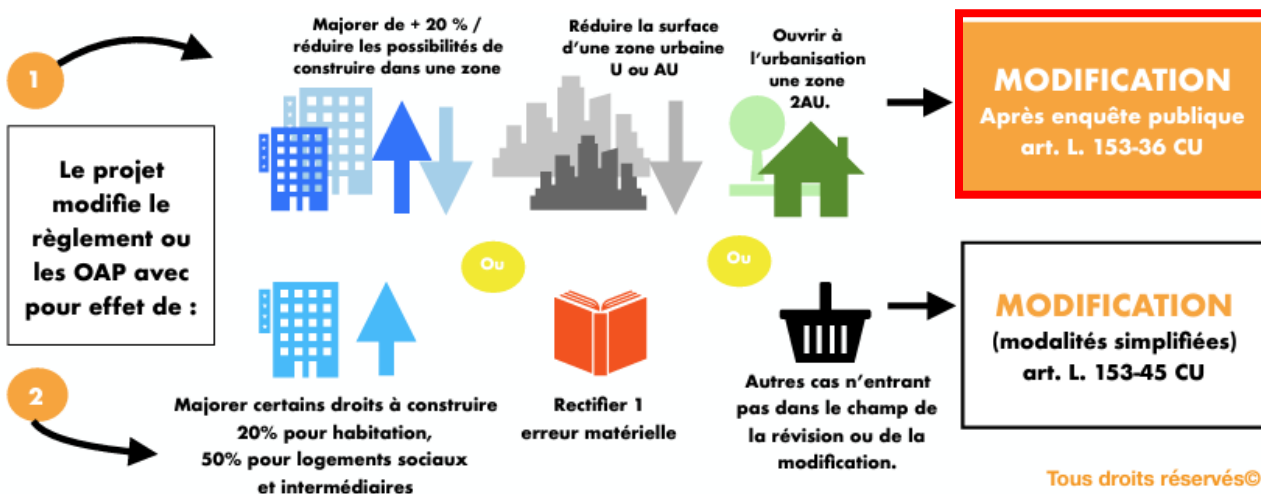 1
Le projet
modifie le
règlement ou
les OAP avec
pour effet de :
Majorer de + 20 % /
réduire les possibilités de
construire dans une zone
Réduire la surface
d'une zone urbaine
U ou AU
Ouvrir à
l'urbanisation
une zone
2AU.
MODIFICATION
Après enquête publique
art. L. 153-36 CU
Ou
Ou
2
Majorer certains droits à construire
20% pour habitation,
50% pour logements sociaux
et intermédiaires
Rectifier 1
erreur matérielle
Autres cas n'entrant
pas dans le champ de
la révision ou de la
modification.
MODIFICATION
(modalités simplifiées)
art. L. 153-45 CU
Tous droits réservés©